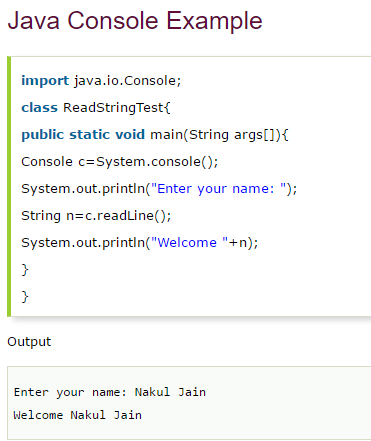 Java Console Example
import java.io.Console;
class ReadStringTest{
public static void main(String args[]){
Console c=System.console();
System.out.println("Enter your name: ");
String n=c.readLine();
System.out.println("Welcome "+n);
}
}
Output
Enter your name: Nakul Jain
Welcome Nakul Jain